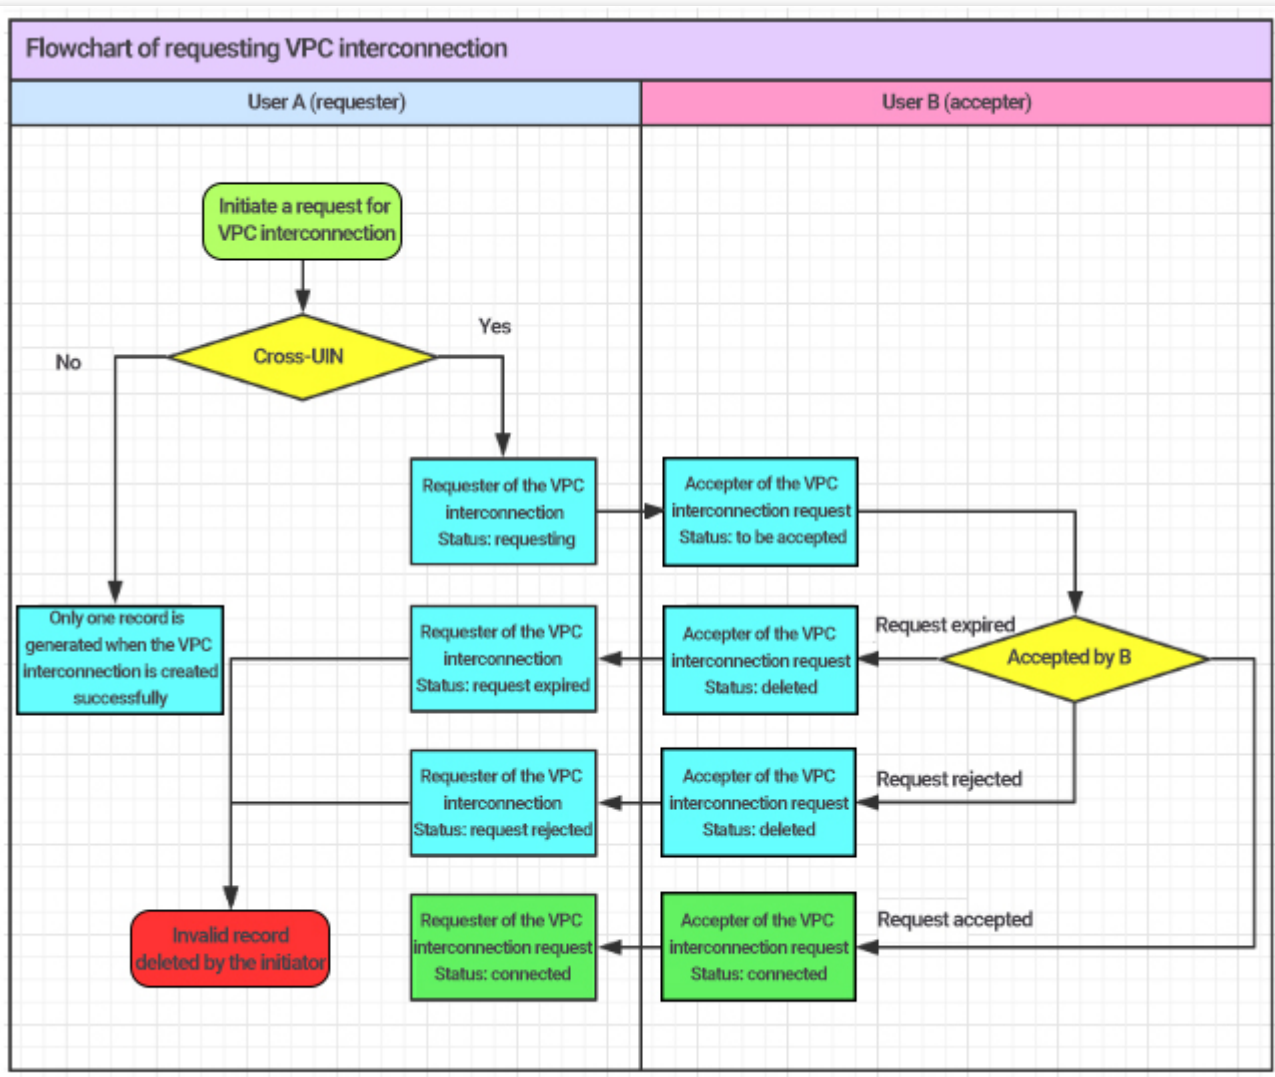 Flowchart of requesting VPC interconnection
User A (requester)
User B (accepter)
Initiate a request for
VPC interconnection
Cross-UIN
Yes
No
Requester of the VPC
interconnection
Status: requesting
Accepter of the VPC
interconnection request
Status: to be accepted
Only one record is
generated when the VPC
interconnection is created
successfully
Requester of the VPC
interconnection
Status: request expired
Accepter of the VPC
interconnection request
Status: deleted
Request expired
Accepted by B
Requester of the VPC
interconnection
Status: request rejected
Accepter of the VPC
interconnection request
Status: deleted
Request rejected
Invalid record
deleted by the initiator
Requester of the VPC
interconnection request
Status: connected
Accepter of the VPC
interconnection request
Status: connected
Request accepted